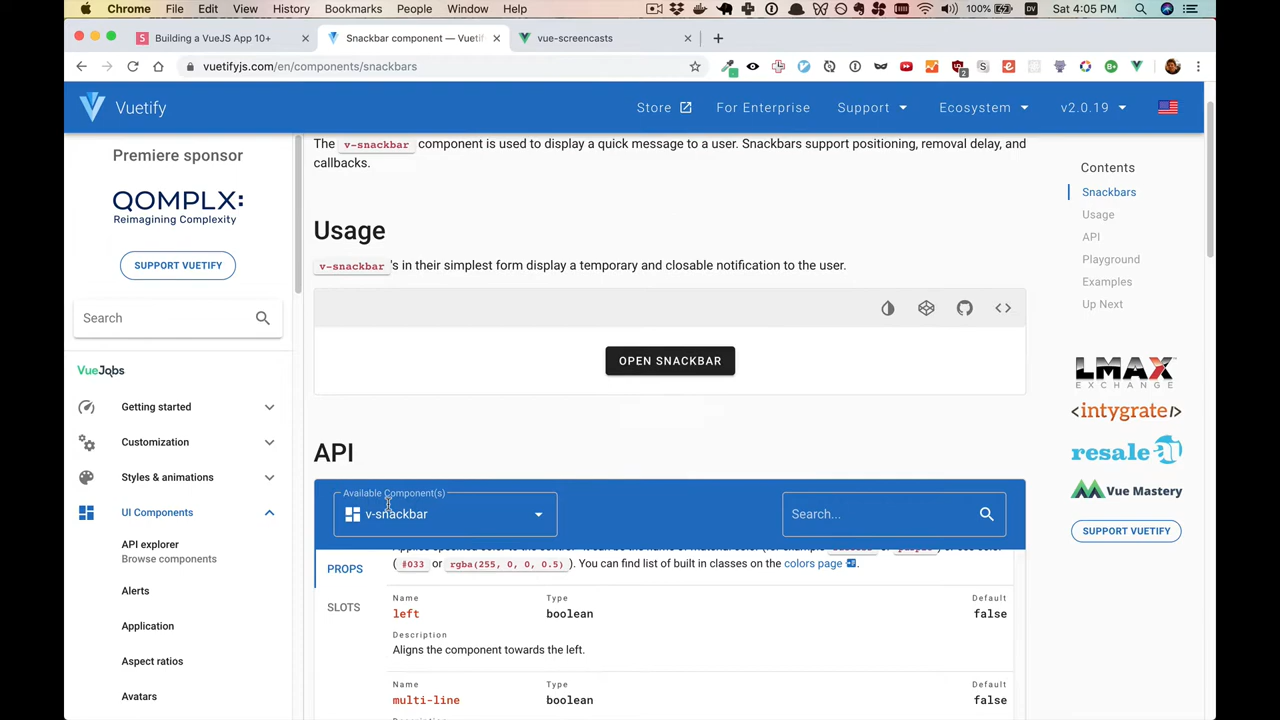 Chrome File Edit View History Bookmarks People Window Help 100% DV Sat 4:05 PM
Building a VueJS App 10+ Snackbar component — Vuetif vue-screencasts
vuetifyjs.com/en/components/snackbars
Vuetify Store For Enterprise Support Ecosystem v2.0.19
Premiere sponsor
QOMPLX:
Reimagining Complexity
SUPPORT VUETIFY
Search
VueJobs
Getting started
Customization
Styles & animations
UI Components
API explorer
Browse components
Alerts
Application
Aspect ratios
Avatars
The v-snackbar component is used to display a quick message to a user. Snackbars support positioning, removal delay, and
callbacks.
Usage
v-snackbar 's in their simplest form display a temporary and closable notification to the user.
OPEN SNACKBAR
API
Available Component(s)
v-snackbar
Search...
PROPS
SLOTS
( #033 or rgba(255, 0, 0, 0.5) ). You can find list of built in classes on the colors page .
Name Type Default
left boolean false
Description
Aligns the component towards the left.
Name Type Default
multi-line boolean false
Contents
Snackbars
Usage
API
Playground
Examples
Up Next
LMAX
EXCHANGE
<intygrate/>
resale ai
Vue Mastery
SUPPORT VUETIFY